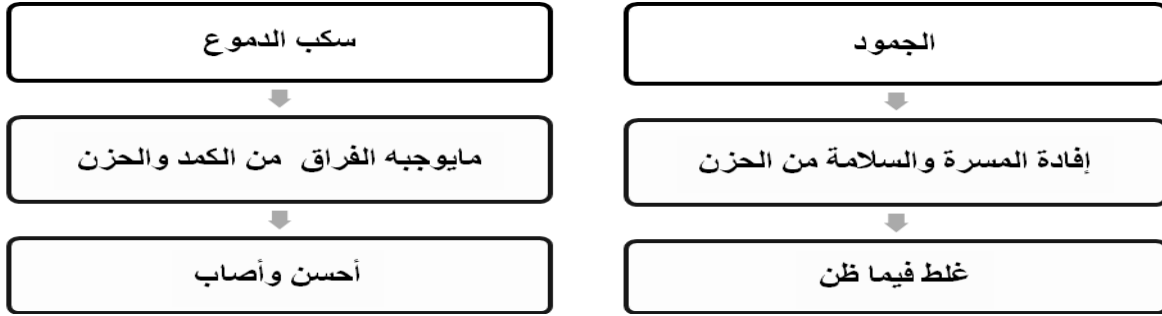 الجمود
إفادة المسرة والسلامة من الحزن
غلط فيما ظن
سكب الدموع
مايوجبه الفراق من الكمد والحزن
أحسن وأصاب